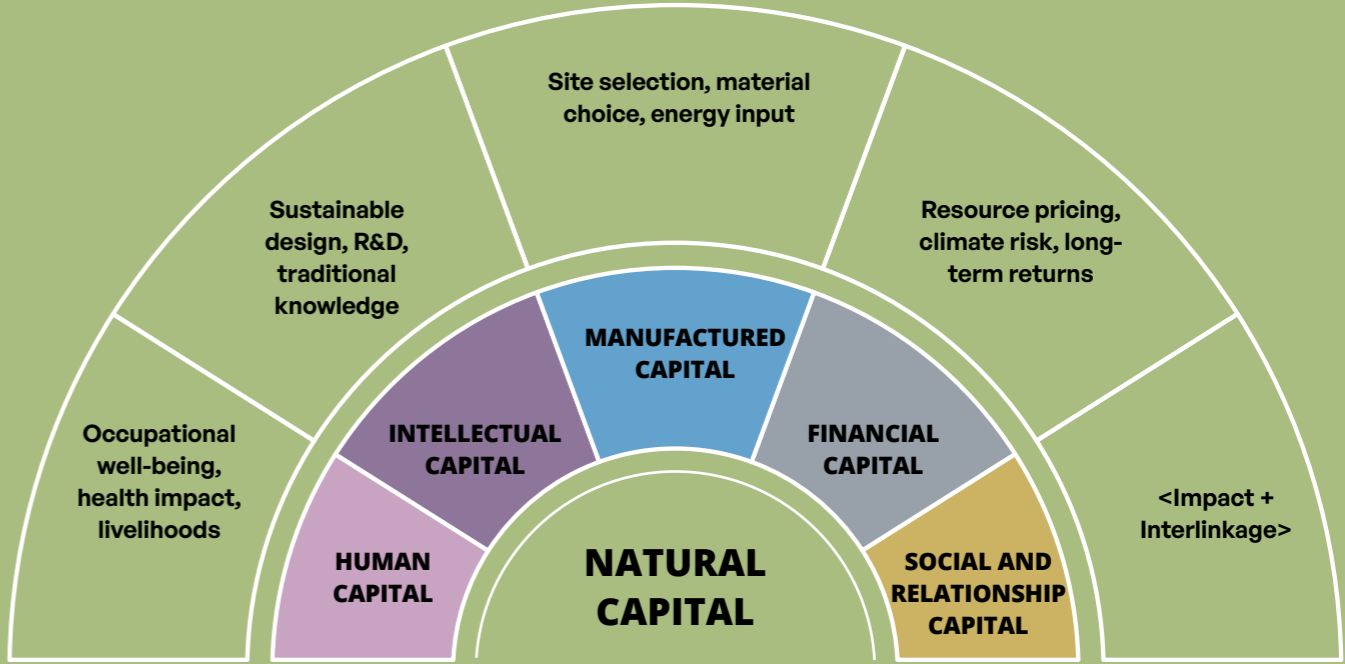 Site selection, material
choice, energy input
Sustainable
design, R&D,
traditional
knowledge
Resource pricing,
climate risk, long-
term returns
Occupational
well-being,
health impact,
livelihoods
<Impact +
Interlinkage>
MANUFACTURED
CAPITAL
INTELLECTUAL
CAPITAL
FINANCIAL
CAPITAL
HUMAN
CAPITAL
SOCIAL AND
RELATIONSHIP
CAPITAL
NATURAL
CAPITAL